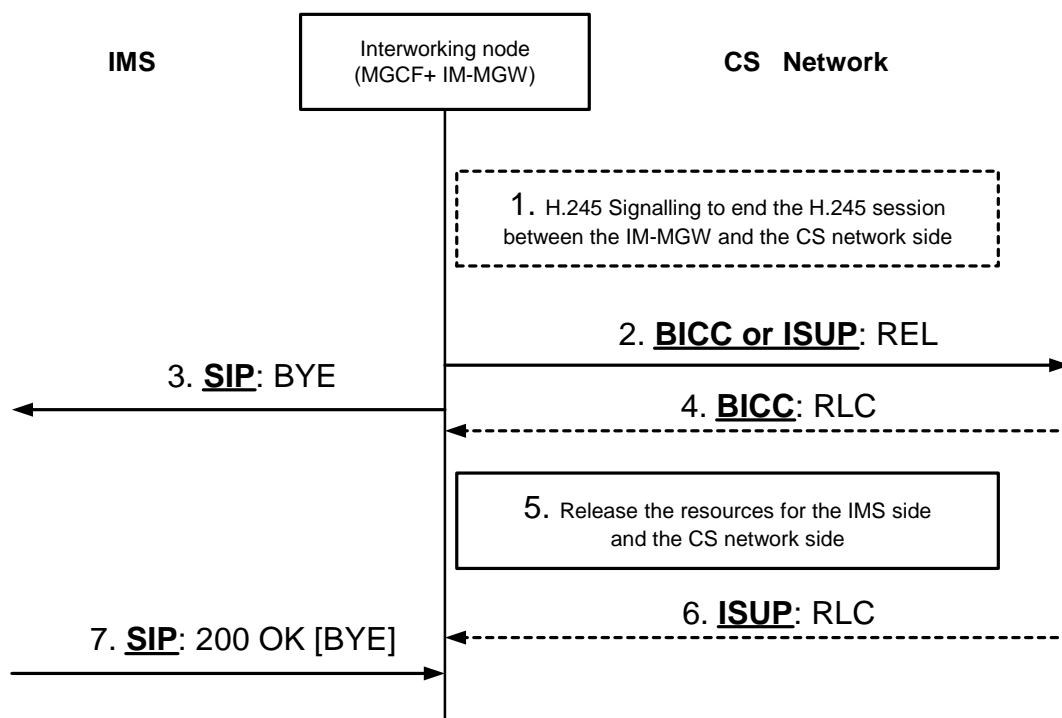 IMS
Interworking node
(MGCF+ IM-MGW)
CS Network
1. H.245 Signalling to end the H.245 session
between the IM-MGW and the CS network side
2. BICC or ISUP: REL
3. SIP: BYE
4. BICC: RLC
5. Release the resources for the IMS side
and the CS network side
6. ISUP: RLC
7. SIP: 200 OK [BYE]